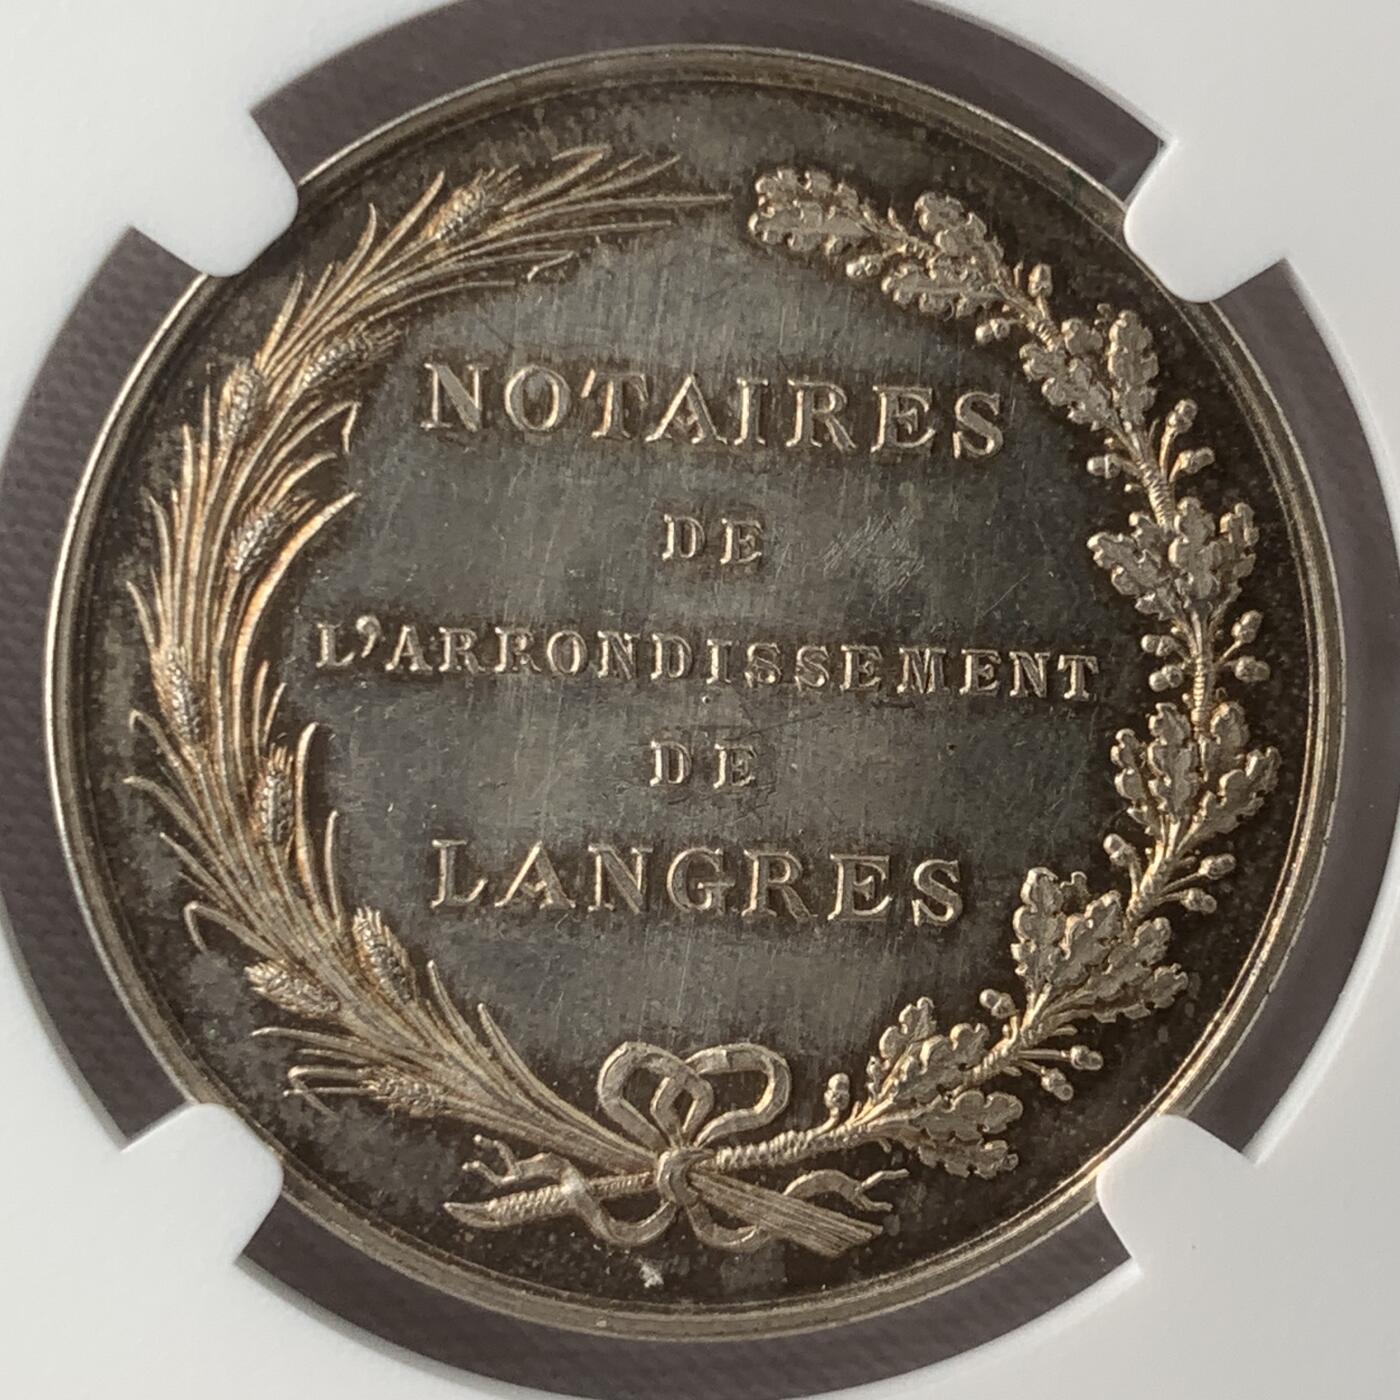 NOTAIRES
DE
L'ARRONDISSEMENT
DE
LANGRES